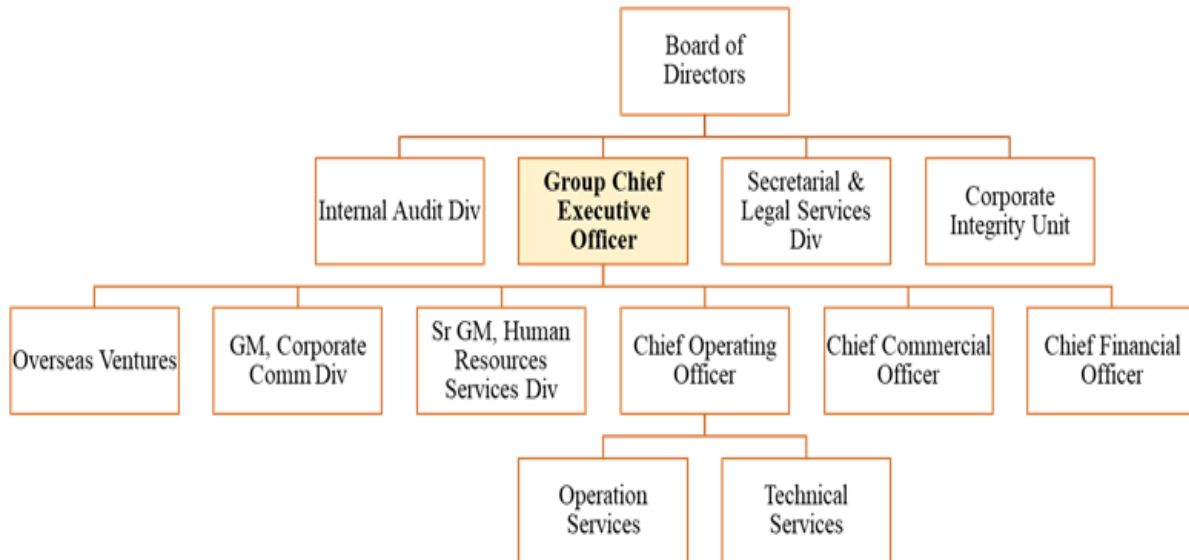 Board of
Directors
Internal Audit Div
Group Chief
Executive
Officer
Secretarial &
Legal Services
Div
Corporate
Integrity Unit
Overseas Ventures
GM, Corporate
Comm Div
Sr GM, Human
Resources
Services Div
Chief Operating
Officer
Chief Commercial
Officer
Chief Financial
Officer
Operation
Services
Technical
Services